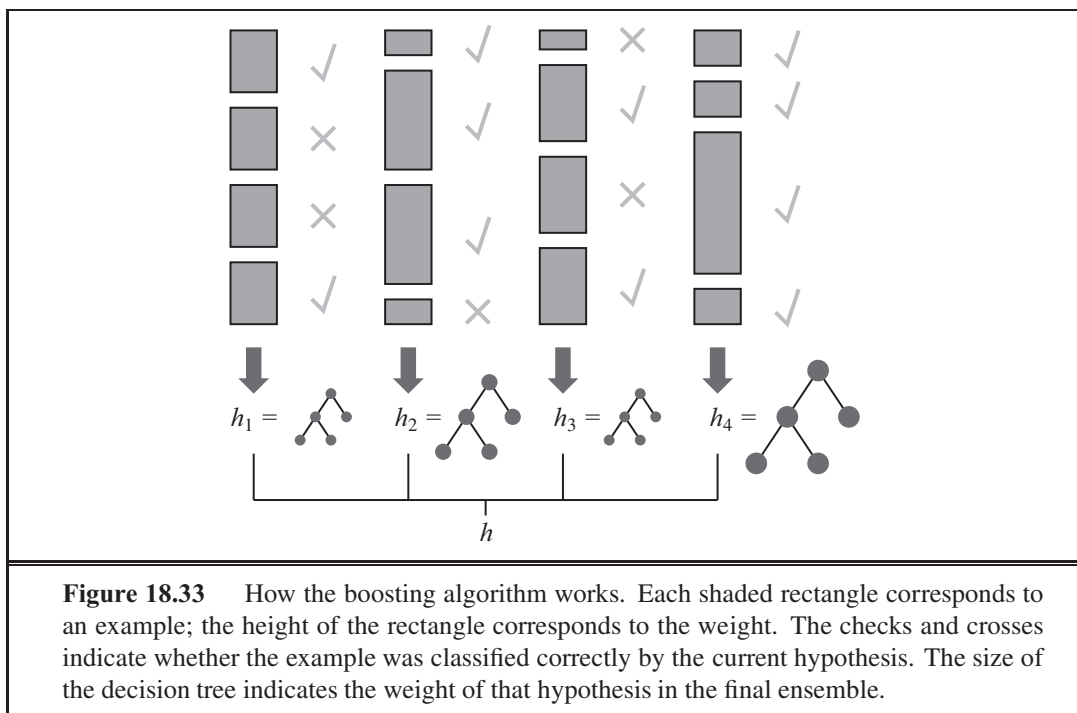 h1 = h2 = h3 = h4 =
h
Figure 18.33 How the boosting algorithm works. Each shaded rectangle corresponds to
an example; the height of the rectangle corresponds to the weight. The checks and crosses
indicate whether the example was classified correctly by the current hypothesis. The size of
the decision tree indicates the weight of that hypothesis in the final ensemble.